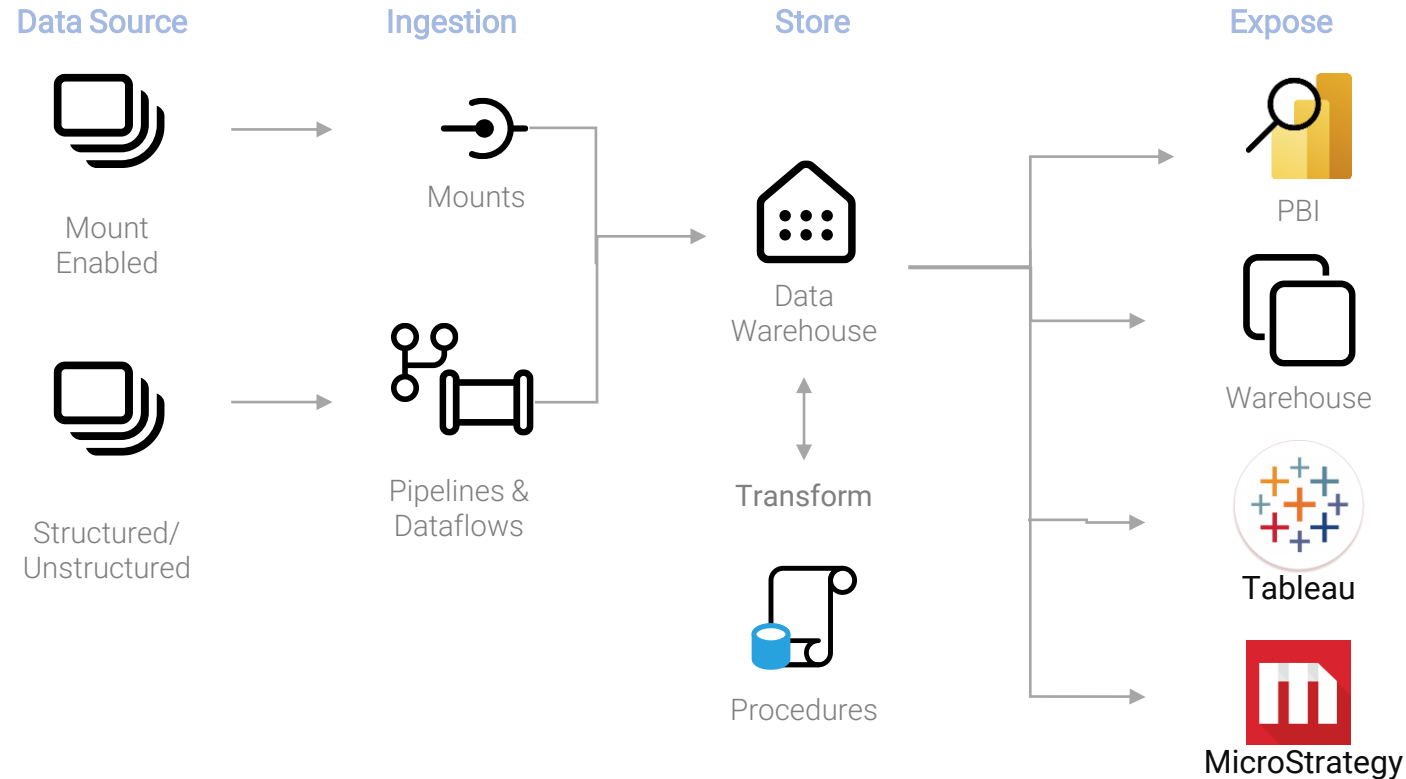 Data Source
Ingestion
Store
Expose
Mount
Enabled
Mounts
Data
Warehouse
PBI
Warehouse
Structured/
Unstructured
Pipelines &
Dataflows
Transform
Procedures
Tableau
MicroStrategy